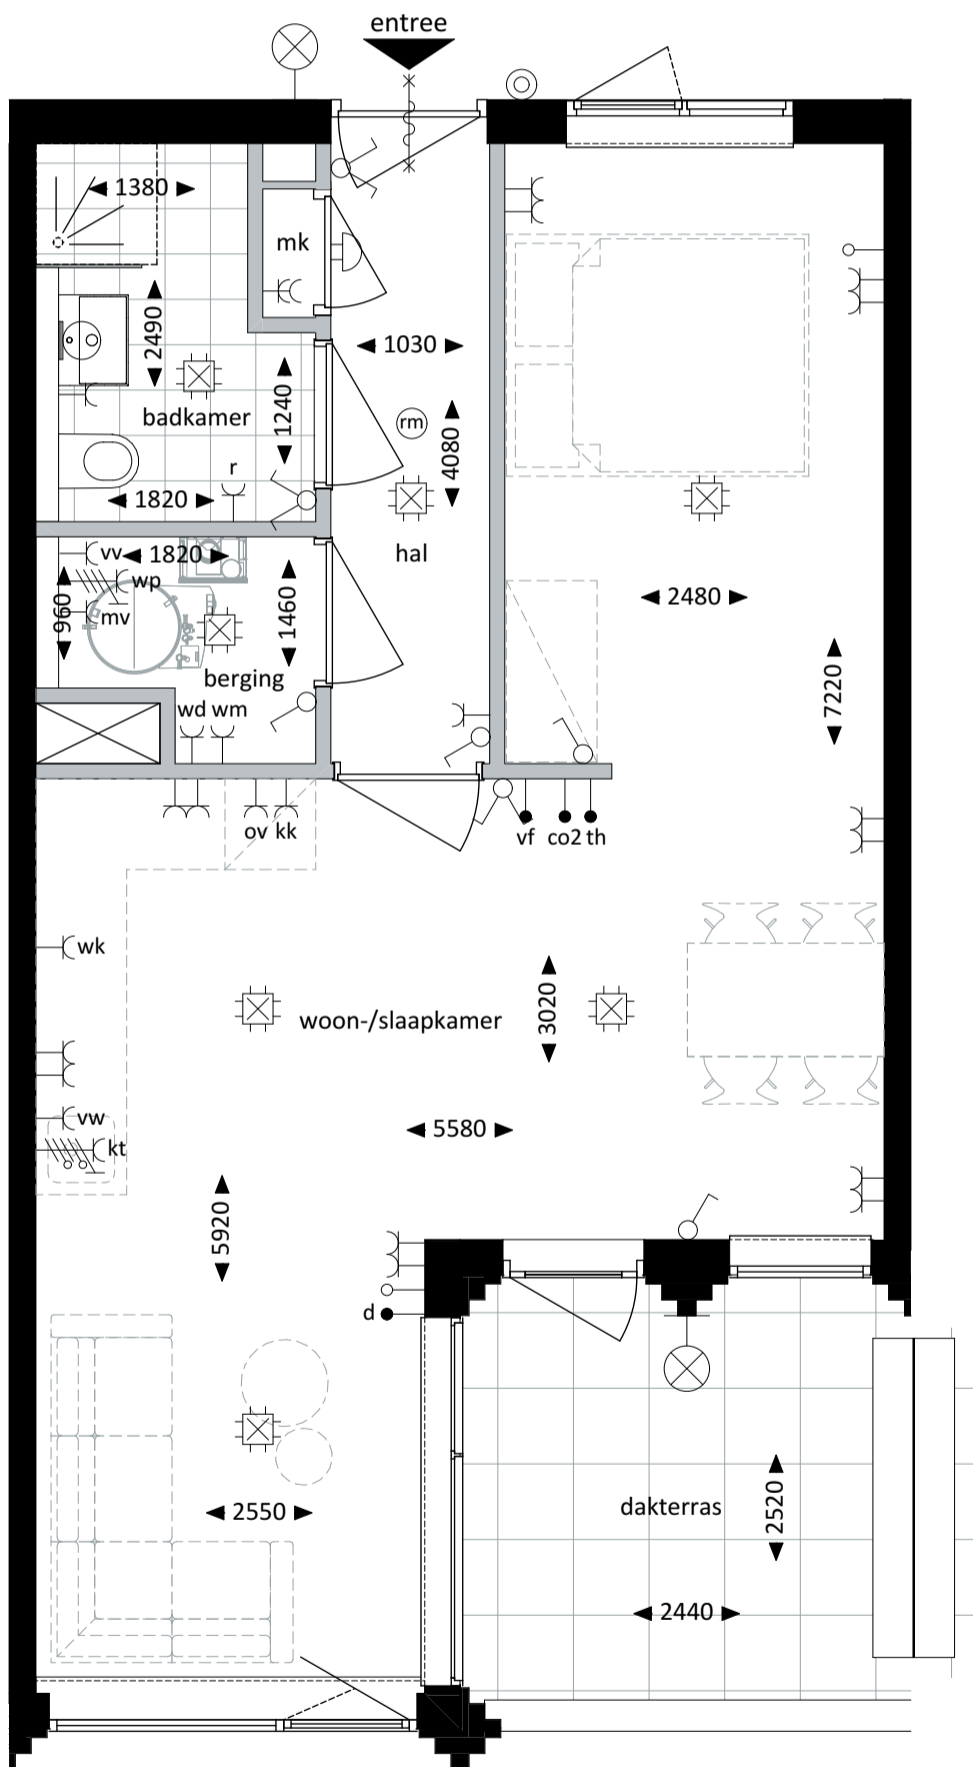 entree
1380
mk
2490
1030
1240
badkamer
rm
4080
r
1820
hal
vv
1820
wp
960
mv
1460
2480
berging
7220
wd wm
ov kk
vf co2 th
wk
woon-/slaapkamer
3020
vw
5580
kt
5920
d
2550
dakterras
2520
2440